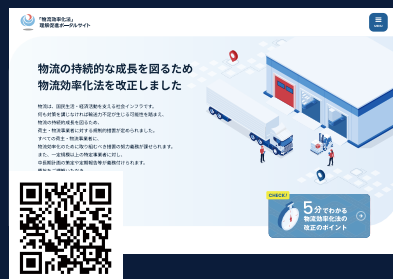 「物流効率化法」
理解促進ポータルサイト
MENU
物流の持続的な成長を図るため
物流効率化法を改正しました
物流は、国民生活・経済活動を支える社会インフラです。
何も対策を講じなければ輸送力不足が生じる可能性を踏まえ、
物流の持続的成長を図るため、
荷主・物流事業者に対する規制的措置が定められました。
すべての荷主・物流事業者に、
物流効率化のために取り組むべき措置の努力義務が課せられます。
また、一定規模以上の特定事業者に対し、
中長期計画の策定や定期報告等が義務付けられます。
CHECK!
5分でわかる
物流効率化法の
改正のポイント